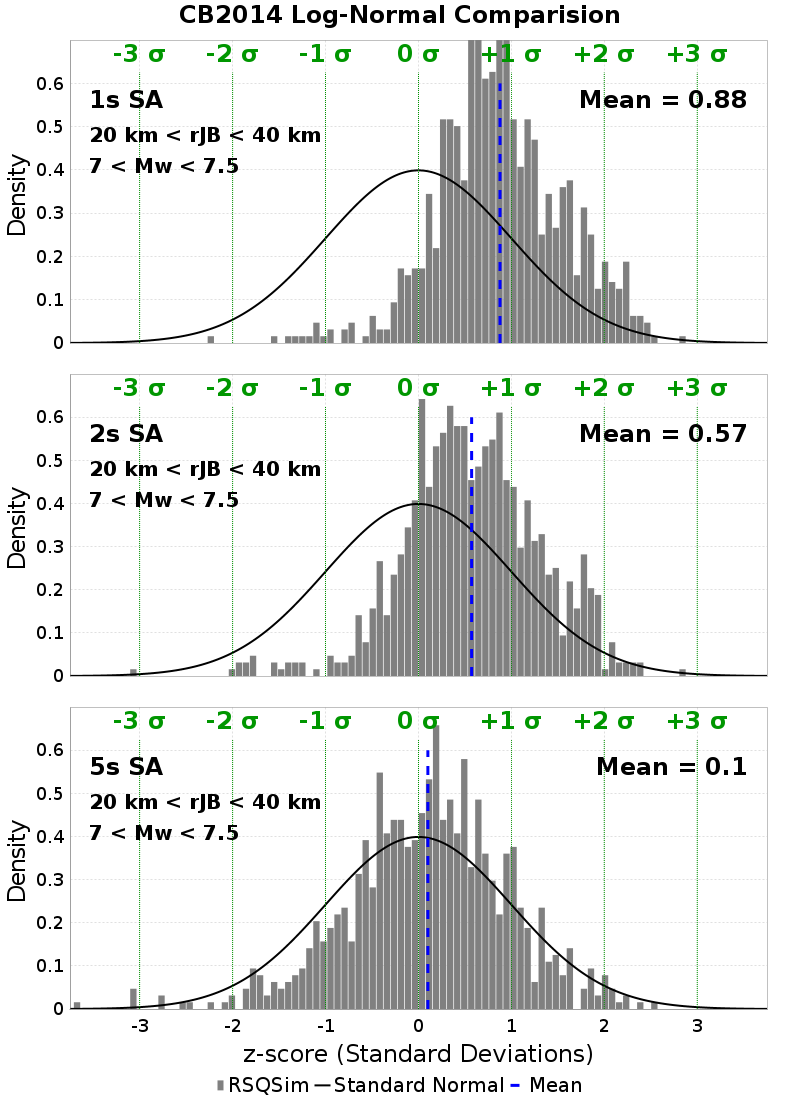 CB2014 Log-Normal Comparision
-3 σ -2 σ -1 σ 0 σ +1 σ +2 σ +3 σ
1s SA Mean = 0.88
20 km < rJB < 40 km
7 < Mw < 7.5
Density
0.6
0.5
0.4
0.3
0.2
0.1
0
-3 σ -2 σ -1 σ 0 σ +1 σ +2 σ +3 σ
2s SA Mean = 0.57
20 km < rJB < 40 km
7 < Mw < 7.5
Density
0.6
0.5
0.4
0.3
0.2
0.1
0
-3 σ -2 σ -1 σ 0 σ +1 σ +2 σ +3 σ
5s SA Mean = 0.1
20 km < rJB < 40 km
7 < Mw < 7.5
Density
0.6
0.5
0.4
0.3
0.2
0.1
0
-3 -2 -1 0 1 2 3
z-score (Standard Deviations)
RSQSim Standard Normal Mean